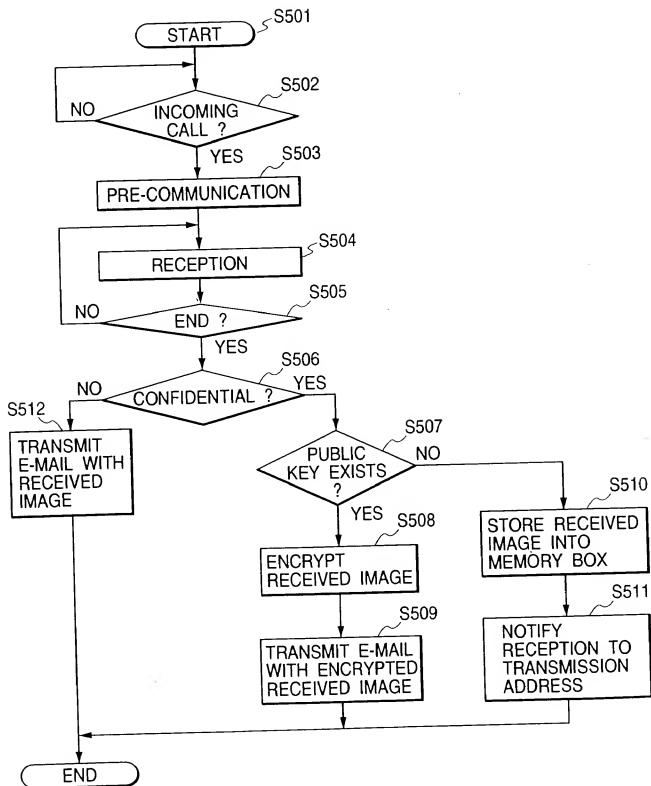 S501
START
S502
NO
INCOMING
CALL ?
YES
S503
PRE-COMMUNICATION
S504
RECEPTION
S505
NO
END ?
YES
S506
NO
CONFIDENTIAL ?
YES
S512
TRANSMIT
E-MAIL WITH
RECEIVED
IMAGE
S507
PUBLIC
KEY EXISTS
?
NO
YES
S508
ENCRYPT
RECEIVED IMAGE
S509
TRANSMIT E-MAIL
WITH ENCRYPTED
RECEIVED IMAGE
S510
STORE RECEIVED
IMAGE INTO
MEMORY BOX
S511
NOTIFY
RECEPTION TO
TRANSMISSION
ADDRESS
END